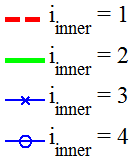 i_inner = 1
i_inner = 2
i_inner = 3
i_inner = 4